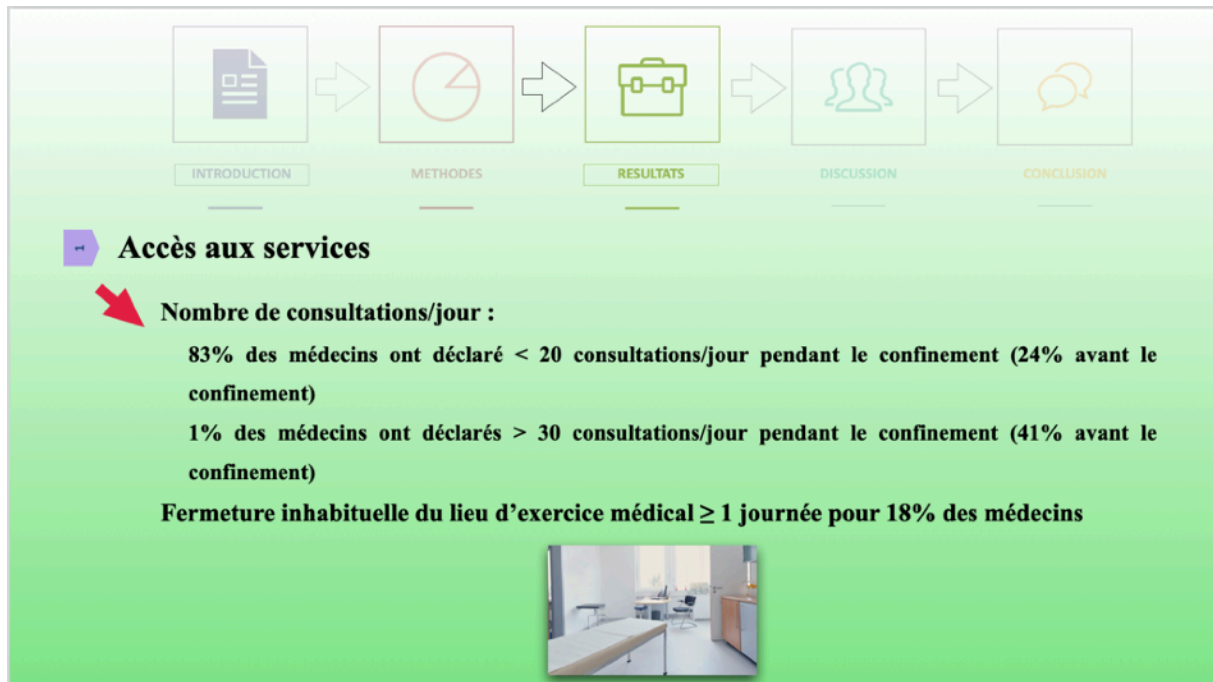 INTRODUCTION
METHODES
RESULTATS
DISCUSSION
CONCLUSION
1
Accès aux services
Nombre de consultations/jour :
83% des médecins ont déclaré < 20 consultations/jour pendant le confinement (24% avant le
confinement)
1% des médecins ont déclarés > 30 consultations/jour pendant le confinement (41% avant le
confinement)
Fermeture inhabituelle du lieu d’exercice médical ≥ 1 journée pour 18% des médecins